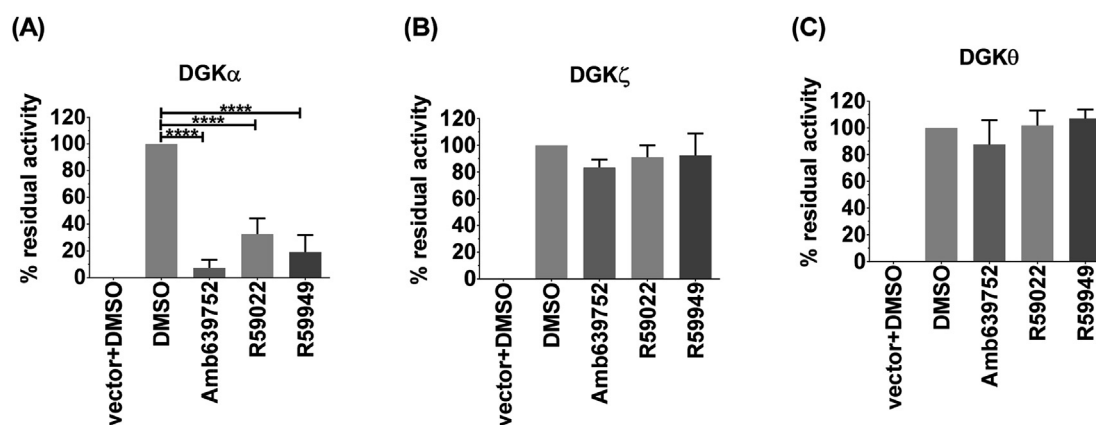 (A)
DGKα
% residual activity
120
100
80
60
40
20
0
****
****
****
vector+DMSO
DMSO
Amb639752
R59022
R59949
(B)
DGKζ
% residual activity
120
100
80
60
40
20
0
vector+DMSO
DMSO
Amb639752
R59022
R59949
(C)
DGKθ
% residual activity
120
100
80
60
40
20
0
vector+DMSO
DMSO
Amb639752
R59022
R59949